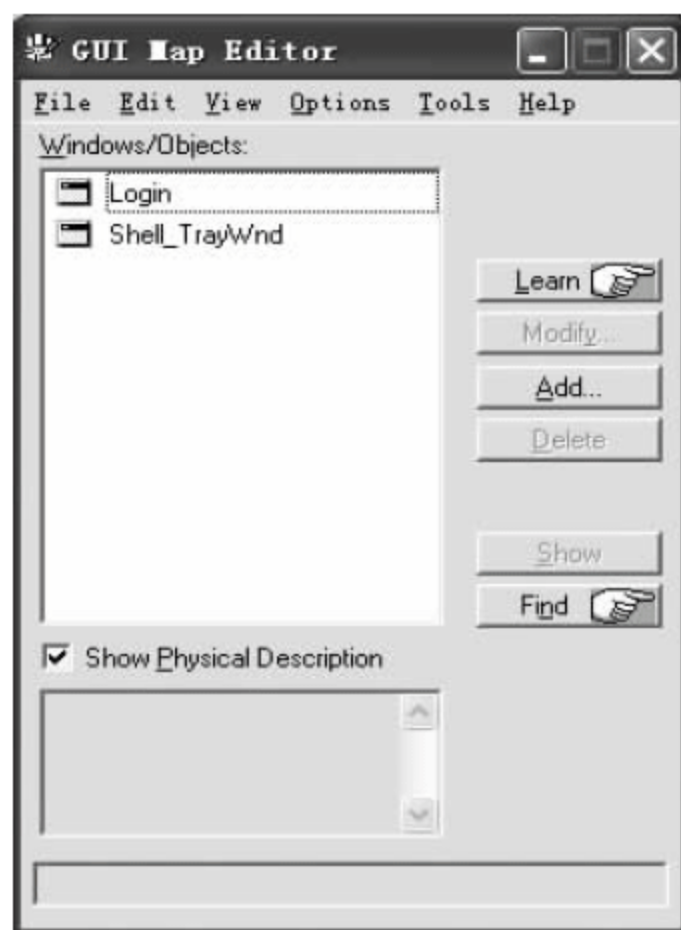 GUI Map Editor
File Edit View Options Tools Help
Windows/Objects:
Login
Shell_TrayWnd
Learn
Modify...
Add...
Delete
Show
Find
Show Physical Description